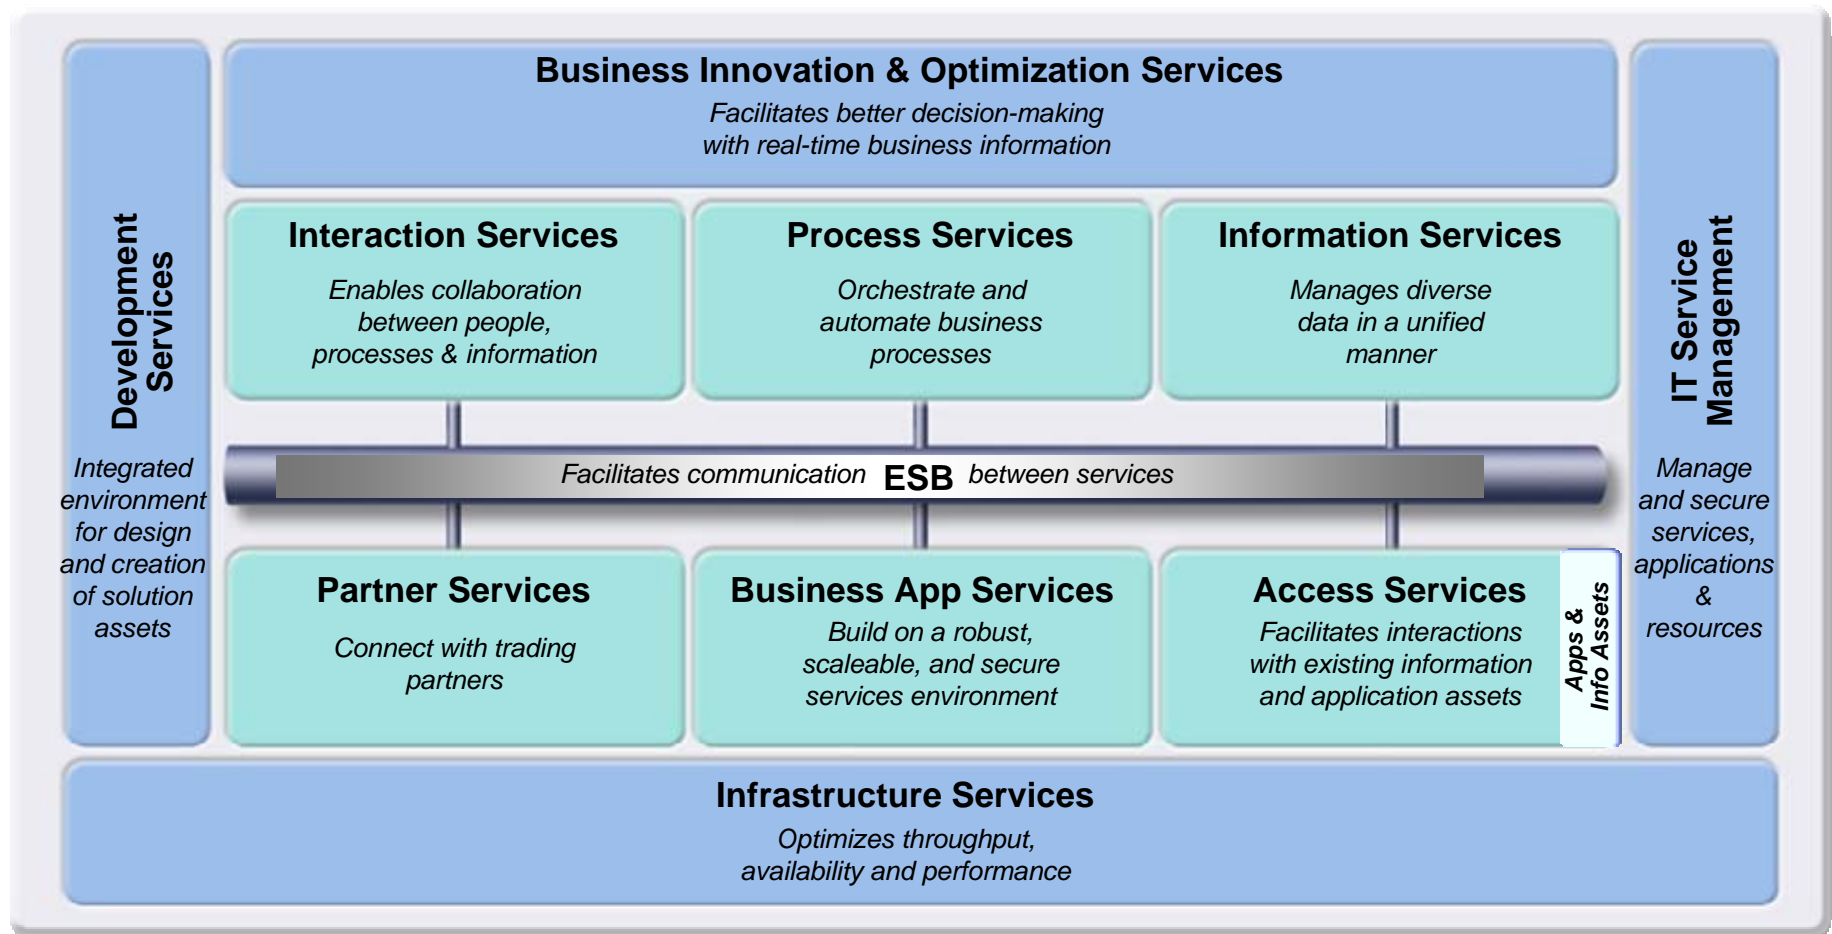 Business Innovation & Optimization Services
Facilitates better decision-making
with real-time business information
Development
Services
Integrated
environment
for design
and creation
of solution
assets
Interaction Services
Enables collaboration
between people,
processes & information
Process Services
Orchestrate and
automate business
processes
Information Services
Manages diverse
data in a unified
manner
IT Service
Management
Manage
and secure
services,
applications
&
resources
Facilitates communication ESB between services
Partner Services
Connect with trading
partners
Business App Services
Build on a robust,
scaleable, and secure
services environment
Access Services
Facilitates interactions
with existing information
and application assets
Apps &
Info Assets
Infrastructure Services
Optimizes throughput,
availability and performance